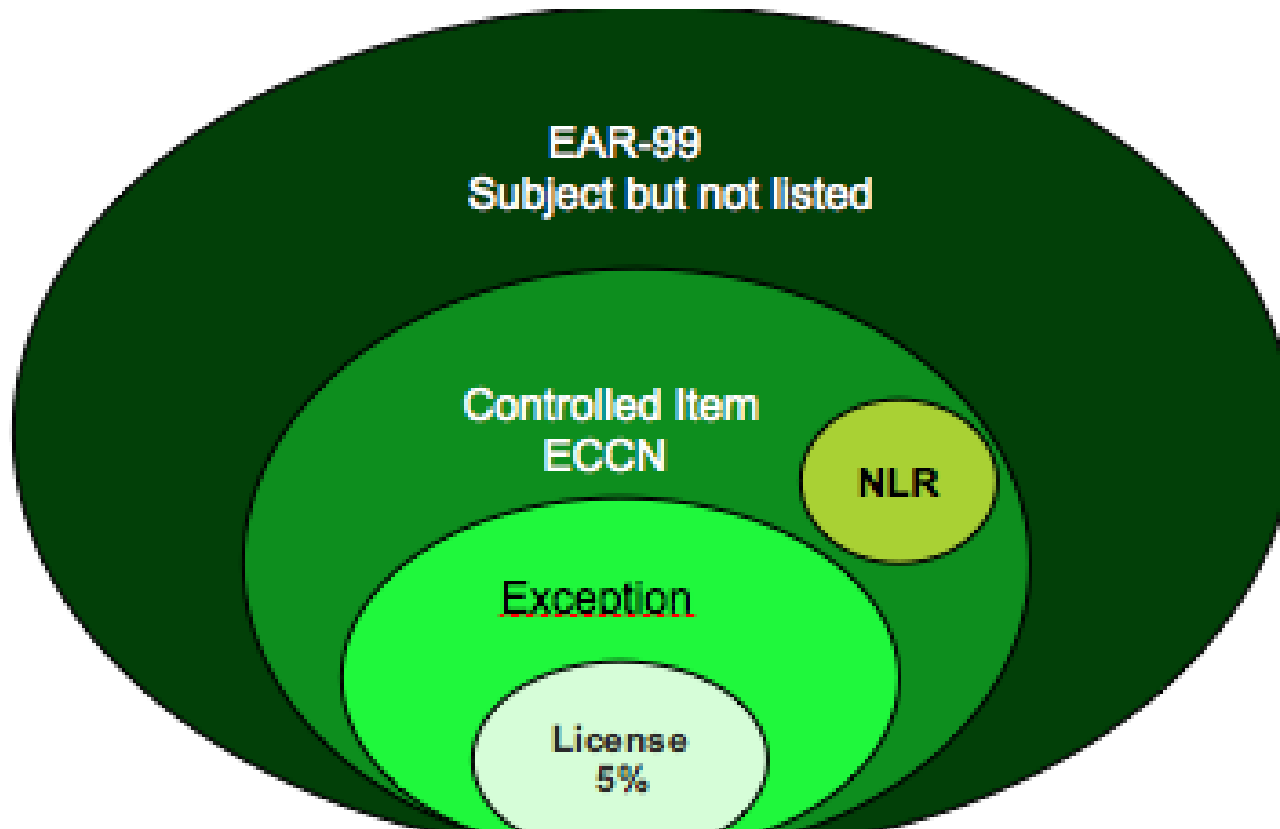 EAR-99
Subject but not listed
Controlled Item
ECCN
NLR
Exception
License
5%